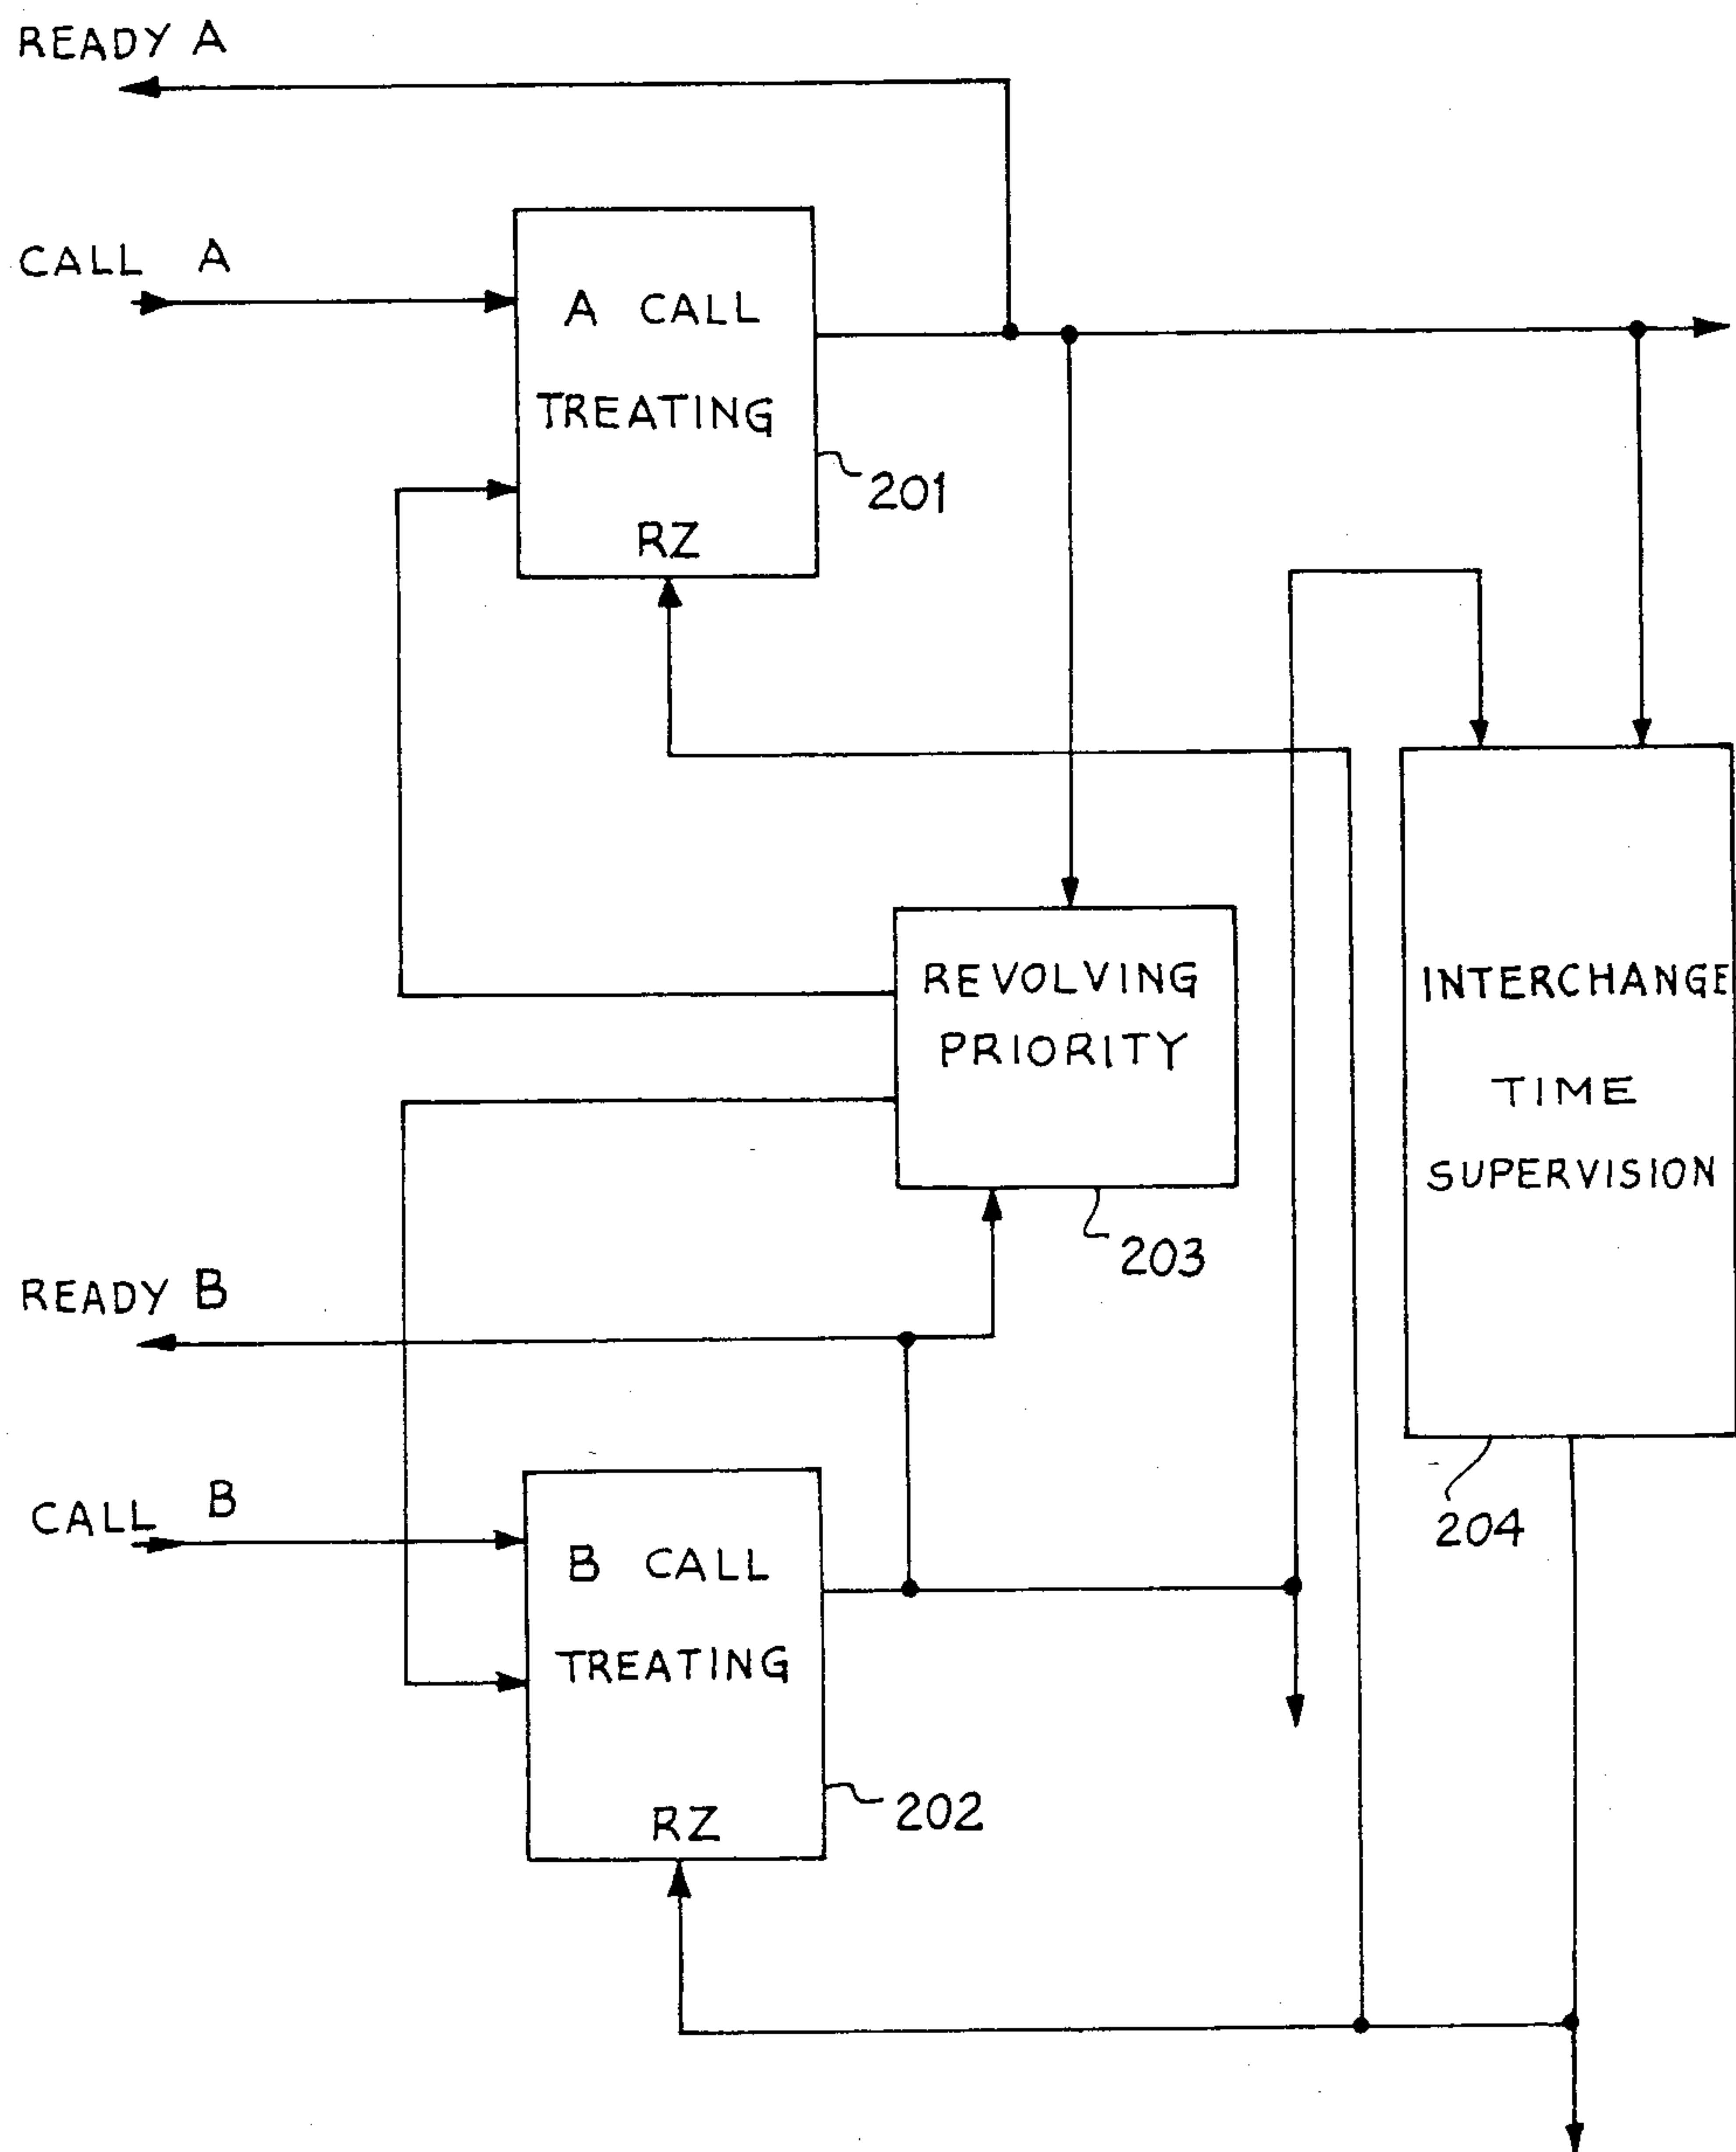 READY A
CALL A
A CALL
TREATING
201
RZ
REVOLVING
PRIORITY
203
INTERCHANGE
TIME
SUPERVISION
204
READY B
CALL B
B CALL
TREATING
202
RZ